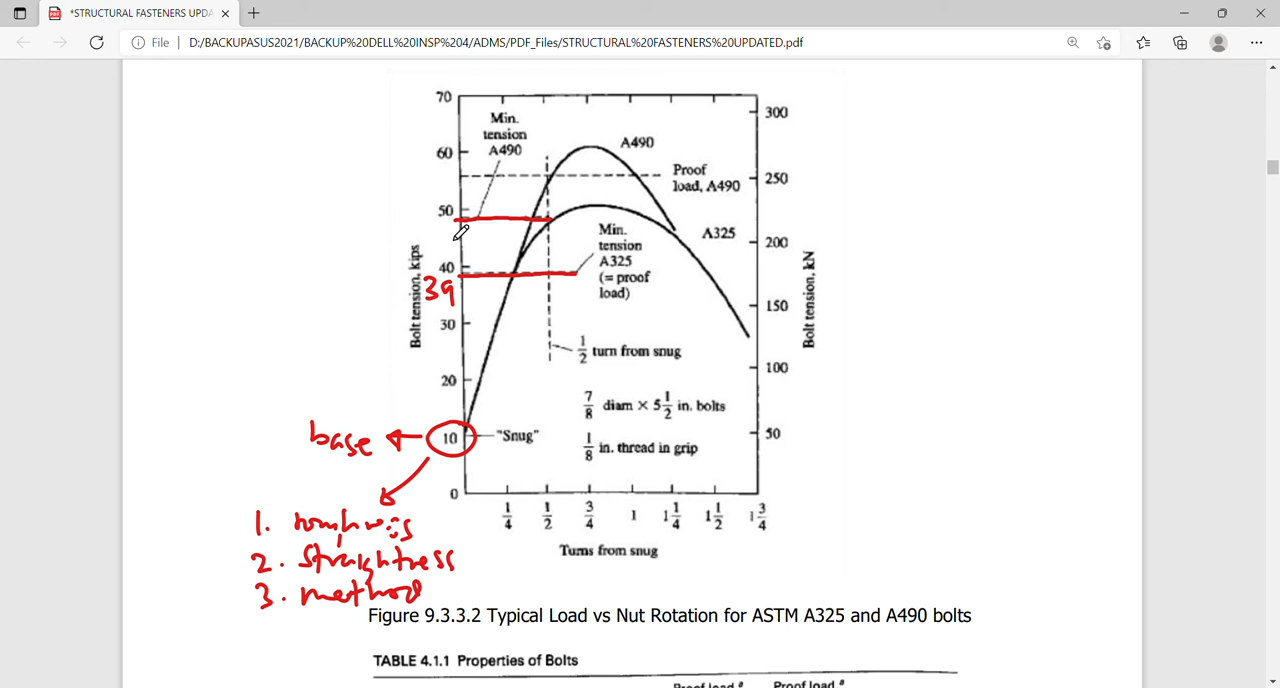 *STRUCTURAL FASTENERS UPDA
File
D:/BACKUPASUS2021/BACKUP%20DELL%20INSP%204/ADMS/PDF_Files/STRUCTURAL%20FASTENERS%20UPDATED.pdf
70
60
50
40
39
30
20
10
0
Bolt tension, kips
Min.
tension
A490
A490
Proof
load, A490
A325
Min.
tension
A325
(= proof
load)
1/2 turn from snug
7/8 diam × 5 1/2 in. bolts
"Snug"
1/8 in. thread in grip
300
250
200
150
100
50
Bolt tension, kN
base
1/4 1/2 3/4 1 1 1/4 1 1/2 1 3/4
Turns from snug
1.
2. straightness
3. method
Figure 9.3.3.2 Typical Load vs Nut Rotation for ASTM A325 and A490 bolts
TABLE 4.1.1 Properties of Bolts
Proof load a Proof load a